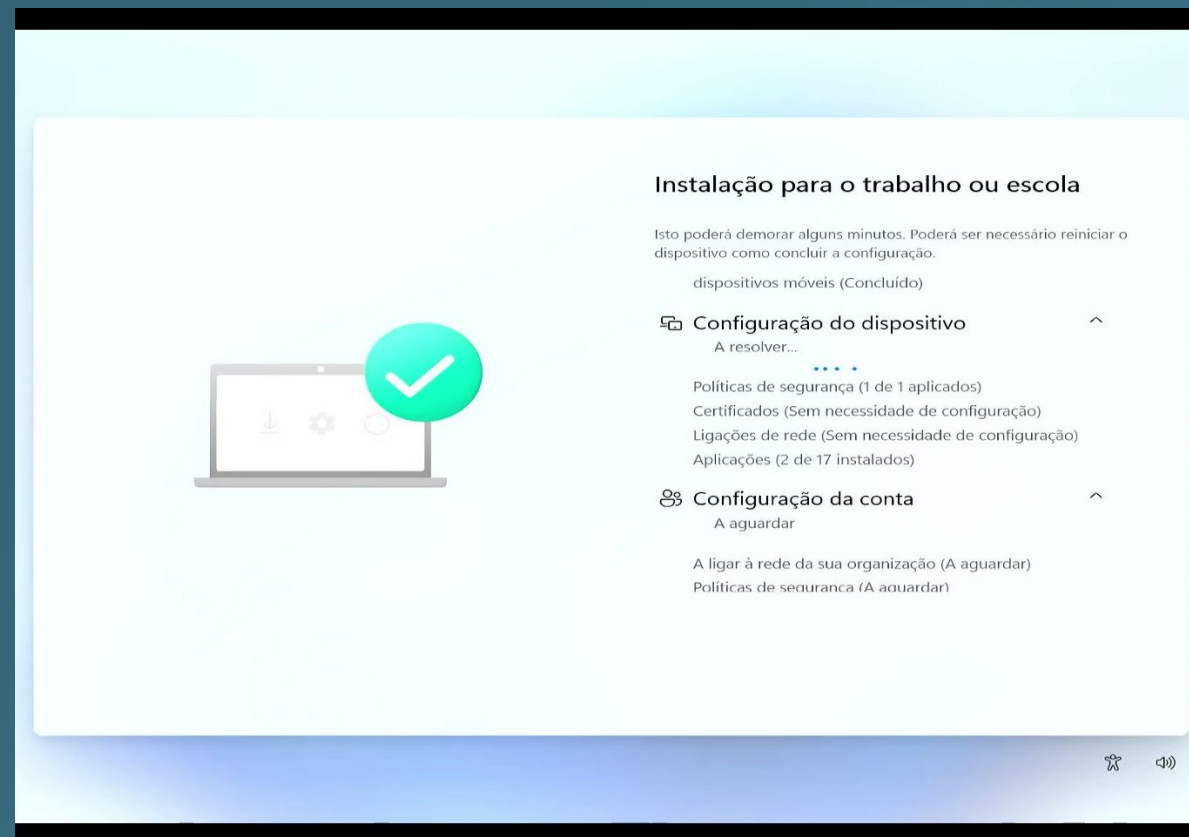 Instalação para o trabalho ou escola
Isto poderá demorar alguns minutos. Poderá ser necessário reiniciar o
dispositivo como concluir a configuração.
dispositivos móveis (Concluído)
Configuração do dispositivo
A resolver...
Políticas de segurança (1 de 1 aplicados)
Certificados (Sem necessidade de configuração)
Ligações de rede (Sem necessidade de configuração)
Aplicações (2 de 17 instalados)
Configuração da conta
A aguardar
A ligar à rede da sua organização (A aguardar)
Políticas de segurança (A aguardar)